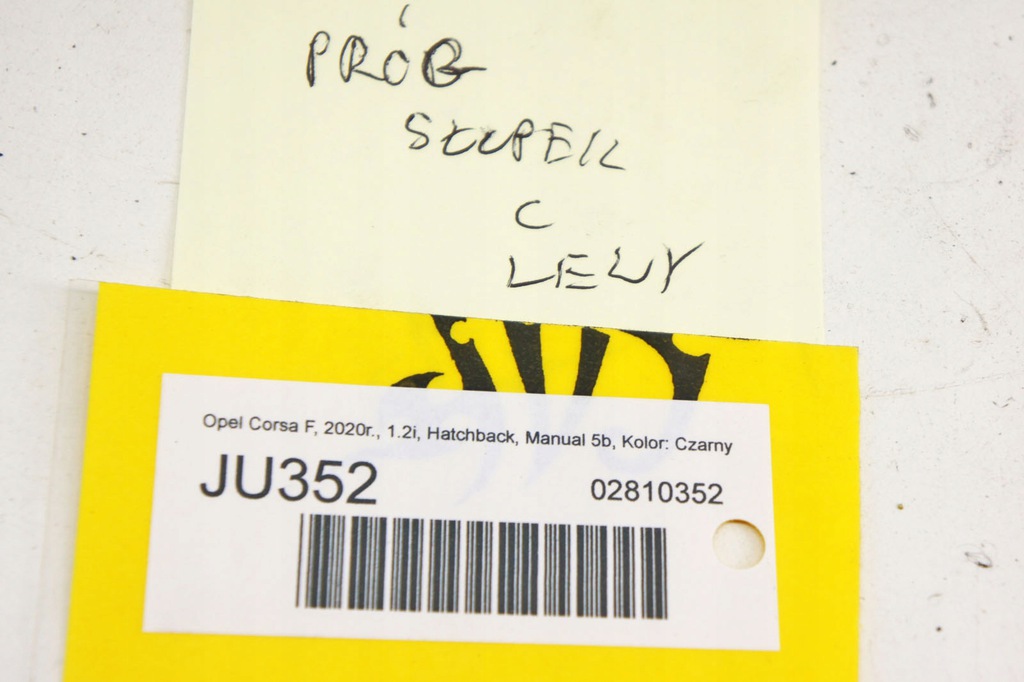 PRÓG
SŁUPEK
C
LEWY
Opel Corsa F, 2020r., 1.2i, Hatchback, Manual 5b, Kolor: Czarny
JU352
02810352